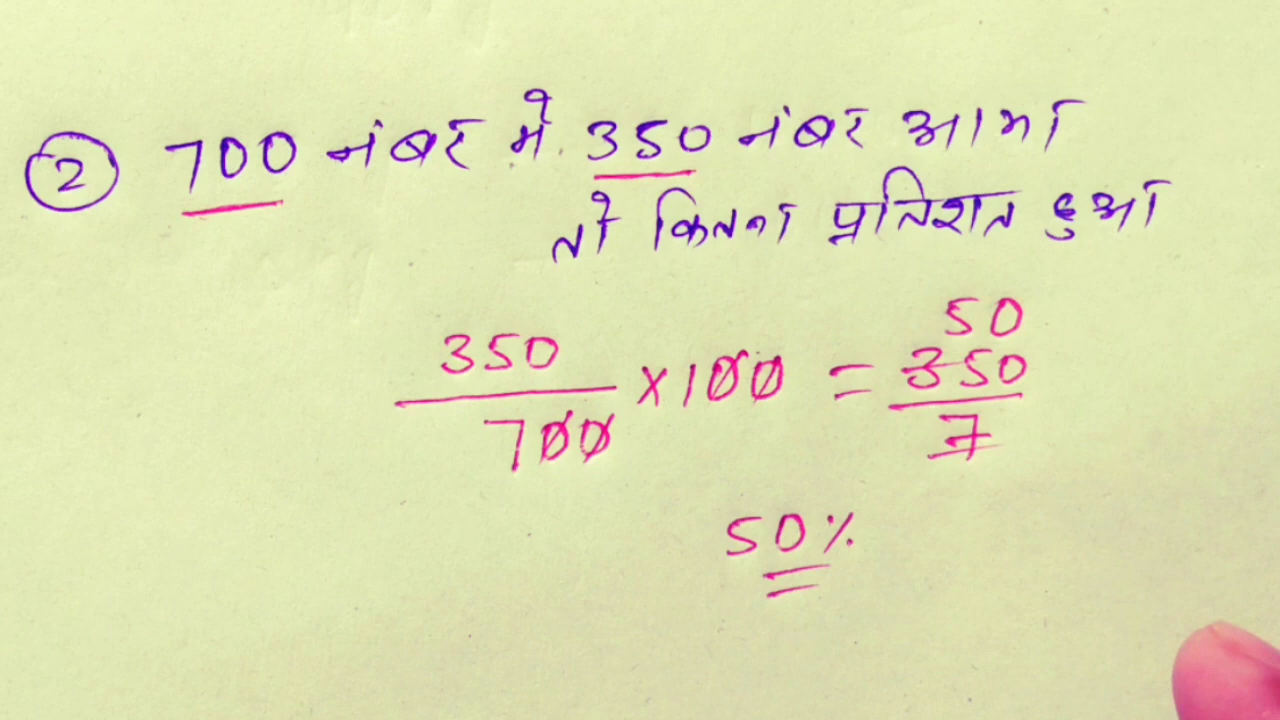 ② 700 नंबर में 350 नंबर आया
तो कितना प्रतिशत हुआ
350/700 × 100 = 350/7 50
50%